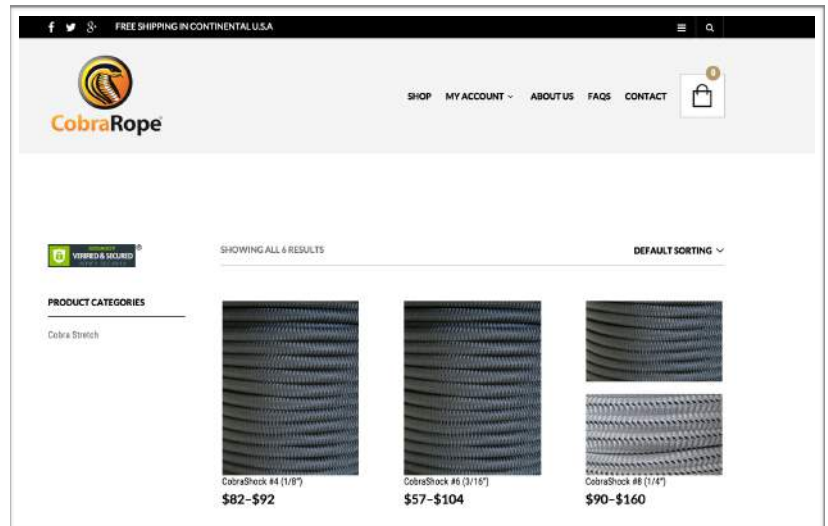 FREE SHIPPING IN CONTINENTAL U.S.A
CobraRope
SHOP MY ACCOUNT ABOUT US FAQS CONTACT
0
VERIFIED & SECURED
SHOWING ALL 6 RESULTS
DEFAULT SORTING
PRODUCT CATEGORIES
Cobra Stretch
CobraShock #4 (1/8")
$82–$92
CobraShock #6 (3/16")
$57–$104
CobraShock #8 (1/4")
$90–$160